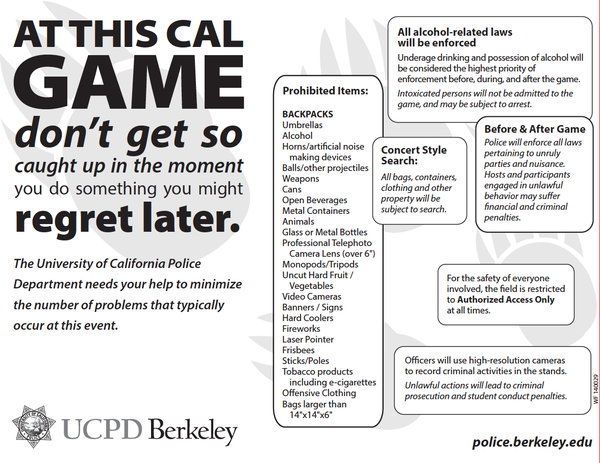 AT THIS CAL
GAME
don't get so
caught up in the moment
you do something you might
regret later.
The University of California Police
Department needs your help to minimize
the number of problems that typically
occur at this event.
UCPD Berkeley
Prohibited Items:
BACKPACKS
Umbrellas
Alcohol
Horns/artificial noise
making devices
Balls/other projectiles
Weapons
Cans
Open Beverages
Metal Containers
Animals
Glass or Metal Bottles
Professional Telephoto
Camera Lens (over 6")
Monopods/Tripods
Uncut Hard Fruit /
Vegetables
Video Cameras
Banners / Signs
Hard Coolers
Fireworks
Laser Pointer
Frisbees
Sticks/Poles
Tobacco products
including e-cigarettes
Offensive Clothing
Bags larger than
14"x14"x6"
All alcohol-related laws
will be enforced
Underage drinking and possession of alcohol will
be considered the highest priority of
enforcement before, during, and after the game.
Intoxicated persons will not be admitted to the
game, and may be subject to arrest.
Concert Style
Search:
All bags, containers,
clothing and other
property will be
subject to search.
Before & After Game
Police will enforce all laws
pertaining to unruly
parties and nuisance.
Hosts and participants
engaged in unlawful
behavior may suffer
financial and criminal
penalties.
For the safety of everyone
involved, the field is restricted
to Authorized Access Only
at all times.
Officers will use high-resolution cameras
to record criminal activities in the stands.
Unlawful actions will lead to criminal
prosecution and student conduct penalties.
WF 140029
police.berkeley.edu